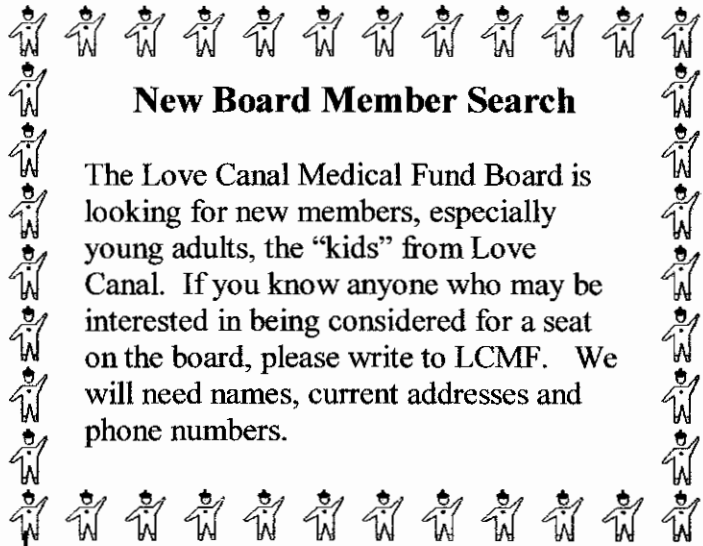 New Board Member Search
The Love Canal Medical Fund Board is
looking for new members, especially
young adults, the “kids” from Love
Canal.  If you know anyone who may be
interested in being considered for a seat
on the board, please write to LCMF.   We
will need names, current addresses and
phone numbers.